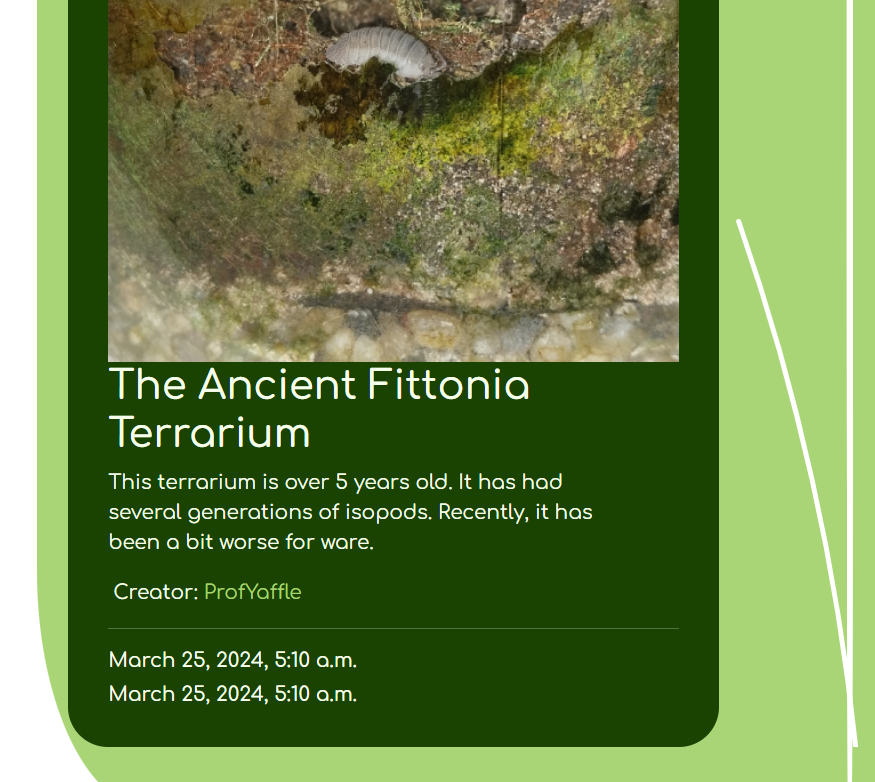 The Ancient Fittonia
Terrarium
This terrarium is over 5 years old. It has had
several generations of isopods. Recently, it has
been a bit worse for ware.
Creator: ProfYaffle
March 25, 2024, 5:10 a.m.
March 25, 2024, 5:10 a.m.